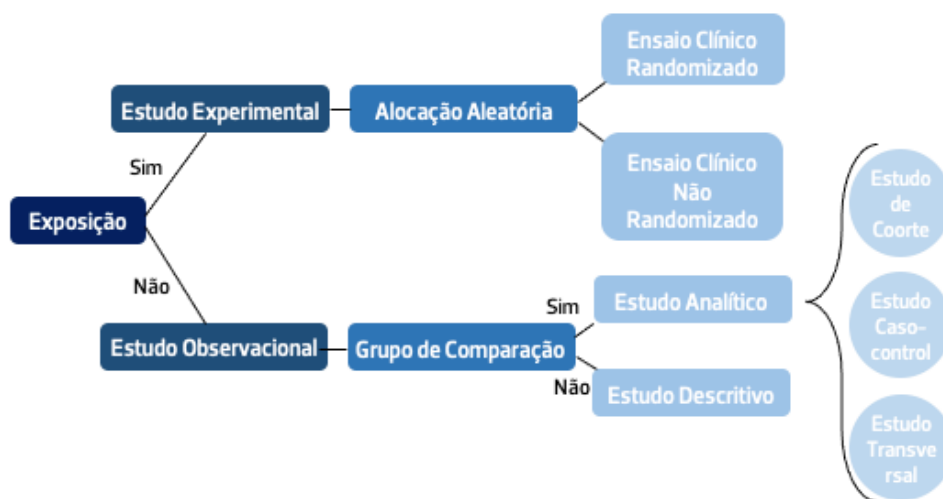 Exposição
Sim
Não
Estudo Experimental
Estudo Observacional
Alocação Aleatória
Grupo de Comparação
Ensaio Clínico
Randomizado
Ensaio Clínico
Não
Randomizado
Sim
Não
Estudo Analítico
Estudo Descritivo
Estudo
de
Coorte
Estudo
Caso-
control
Estudo
Transve
rsal